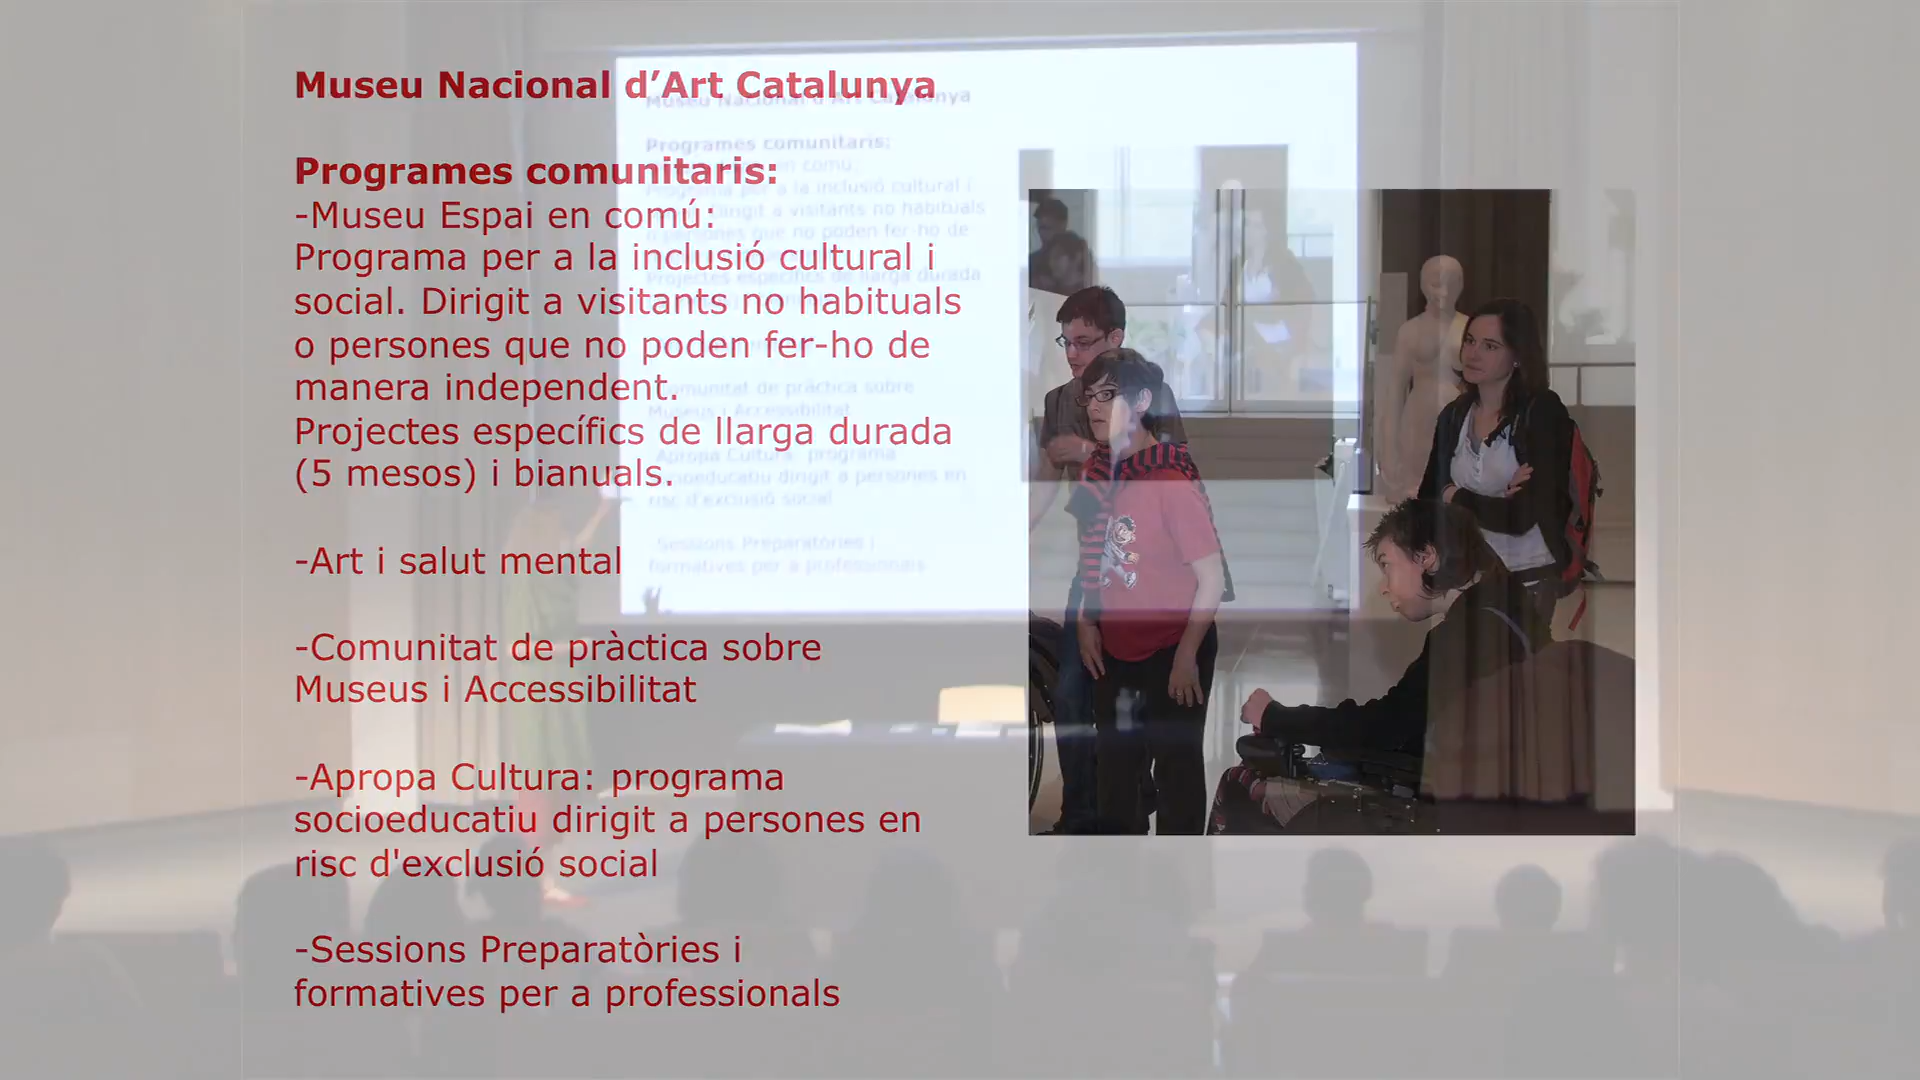 Museu Nacional d’Art Catalunya
Programes comunitaris:
-Museu Espai en comú:
Programa per a la inclusió cultural i
social. Dirigit a visitants no habituals
o persones que no poden fer-ho de
manera independent.
Projectes específics de llarga durada
(5 mesos) i bianuals.
-Art i salut mental
-Comunitat de pràctica sobre
Museus i Accessibilitat
-Apropa Cultura: programa
socioeducatiu dirigit a persones en
risc d'exclusió social
-Sessions Preparatòries i
formatives per a professionals